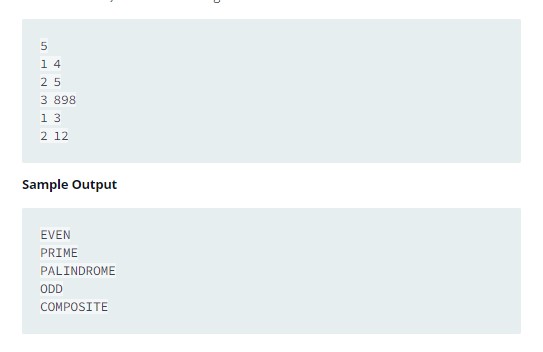 5
1 4
2 5
3 898
1 3
2 12
Sample Output
EVEN
PRIME
PALINDROME
ODD
COMPOSITE